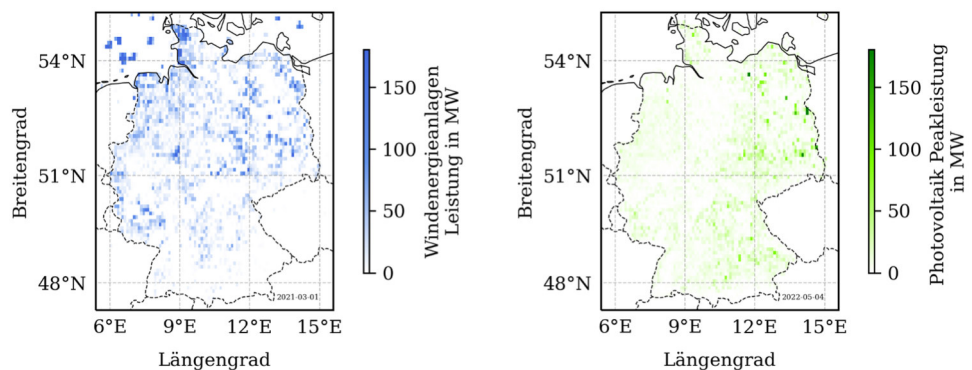 54°N
51°N
48°N
Breitengrad
6°E 9°E 12°E 15°E
Längengrad
2021-03-01
150
100
50
0
Windenergieanlagen
Leistung in MW
54°N
51°N
48°N
Breitengrad
6°E 9°E 12°E 15°E
Längengrad
2022-05-04
150
100
50
0
Photovoltaik Peakleistung
in MW